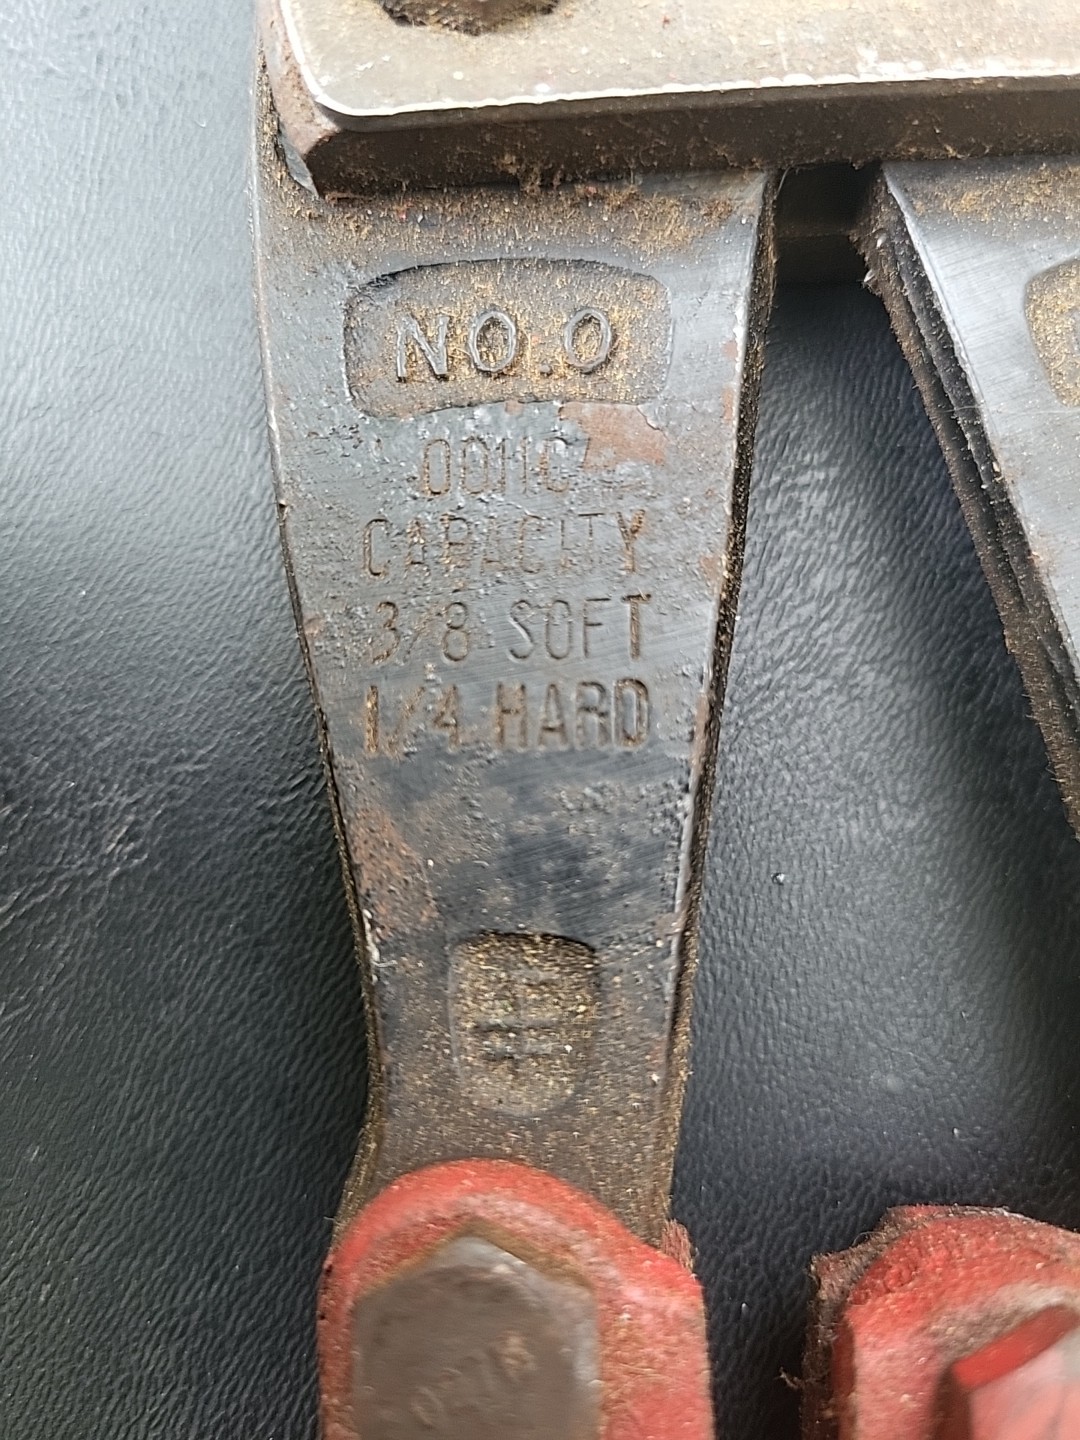 NO.0
0011C
CAPACITY
3/8 SOFT
1/4 HARD